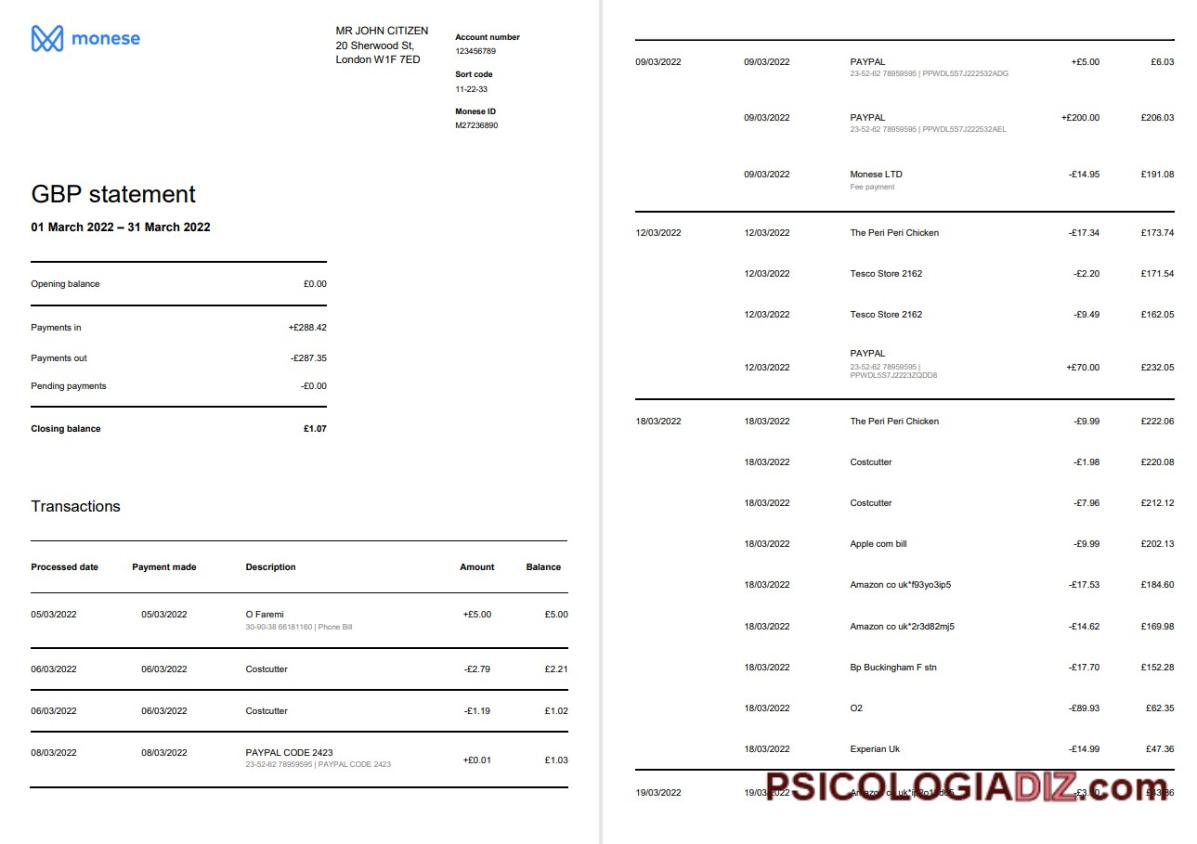 monese
MR JOHN CITIZEN
20 Sherwood St,
London W1F 7ED
Account number
123456789
Sort code
11-22-33
Monese ID
M27236890
GBP statement
01 March 2022 – 31 March 2022
Opening balance £0.00
Payments in +£288.42
Payments out -£287.35
Pending payments -£0.00
Closing balance £1.07
Transactions
Processed date Payment made Description Amount Balance
05/03/2022 05/03/2022 O Faremi +£5.00 £5.00
30-90-38 66181160 | Phone Bill
06/03/2022 06/03/2022 Costcutter -£2.79 £2.21
06/03/2022 06/03/2022 Costcutter -£1.19 £1.02
08/03/2022 08/03/2022 PAYPAL CODE 2423 +£0.01 £1.03
23-52-62 78959595 | PAYPAL CODE 2423
09/03/2022 09/03/2022 PAYPAL +£5.00 £6.03
23-52-62 78959595 | PPWDL5S7J222532ADG
09/03/2022 PAYPAL +£200.00 £206.03
23-52-62 78959595 | PPWDL5S7J222532AEL
09/03/2022 Monese LTD -£14.95 £191.08
Fee payment
12/03/2022 12/03/2022 The Peri Peri Chicken -£17.34 £173.74
12/03/2022 Tesco Store 2162 -£2.20 £171.54
12/03/2022 Tesco Store 2162 -£9.49 £162.05
PAYPAL
12/03/2022 23-52-62 78959595 | +£70.00 £232.05
PPWDL5S7J2223ZQDD8
18/03/2022 18/03/2022 The Peri Peri Chicken -£9.99 £222.06
18/03/2022 Costcutter -£1.98 £220.08
18/03/2022 Costcutter -£7.96 £212.12
18/03/2022 Apple com bill -£9.99 £202.13
18/03/2022 Amazon co uk*f93yo3ip5 -£17.53 £184.60
18/03/2022 Amazon co uk*2r3d82mj5 -£14.62 £169.98
18/03/2022 Bp Buckingham F stn -£17.70 £152.28
18/03/2022 O2 -£89.93 £62.35
18/03/2022 Experian Uk -£14.99 £47.36
19/03/2022 19/03/2022 Amazon co
PSICOLOGIADIZ.com